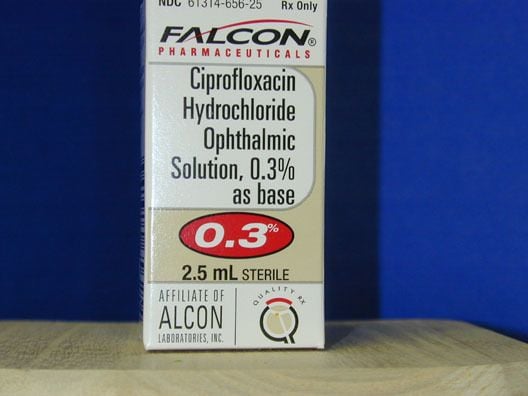 NDC 61314-656-25 Rx Only
FALCON®
PHARMACEUTICALS
Ciprofloxacin
Hydrochloride
Ophthalmic
Solution, 0.3%
as base
0.3%
2.5 mL STERILE
AFFILIATE OF
ALCON
LABORATORIES, INC.
QUALITY RX